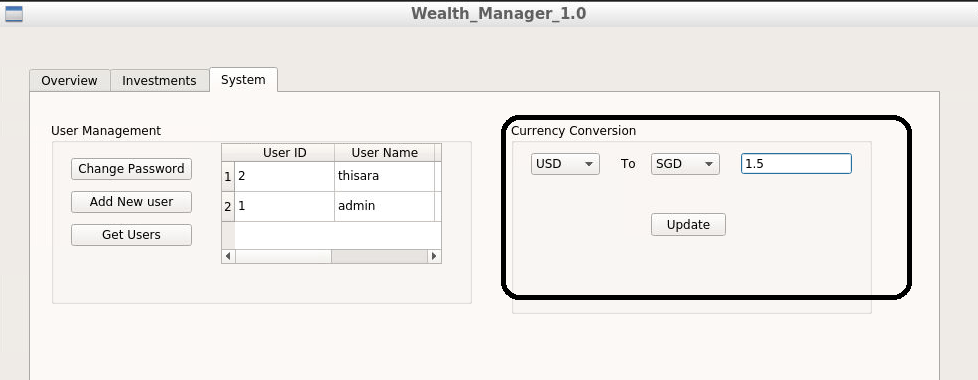 Wealth_Manager_1.0
Overview Investments System
User Management
Change Password
Add New user
Get Users
User ID User Name
1 2 thisara
2 1 admin
Currency Conversion
USD To SGD 1.5
Update